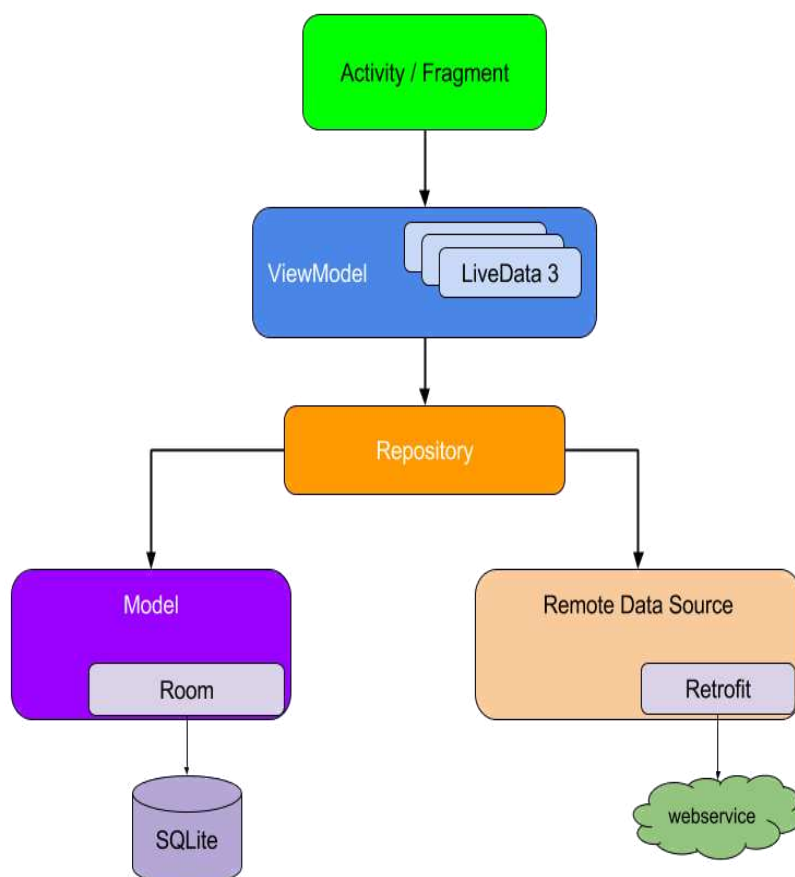 Activity / Fragment
ViewModel
LiveData 3
Repository
Model
Remote Data Source
Room
Retrofit
SQLite
webservice